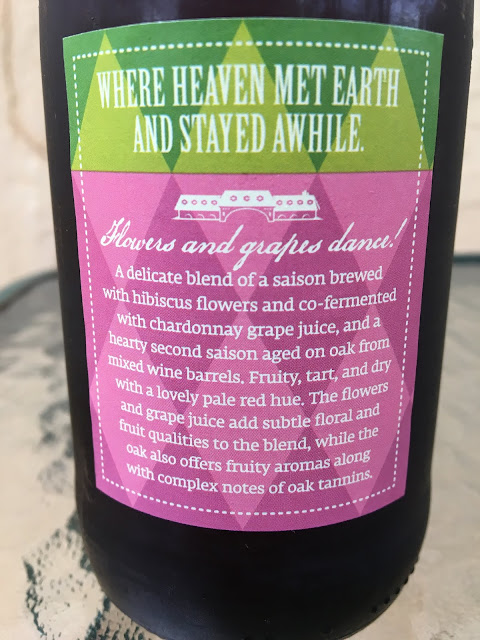 WHERE HEAVEN MET EARTH
AND STAYED AWHILE.
Flowers and grapes dance!
A delicate blend of a saison brewed
with hibiscus flowers and co-fermented
with chardonnay grape juice, and a
hearty second saison aged on oak from
mixed wine barrels. Fruity, tart, and dry
with a lovely pale red hue. The flowers
and grape juice add subtle floral and
fruit qualities to the blend, while the
oak also offers fruity aromas along
with complex notes of oak tannins.